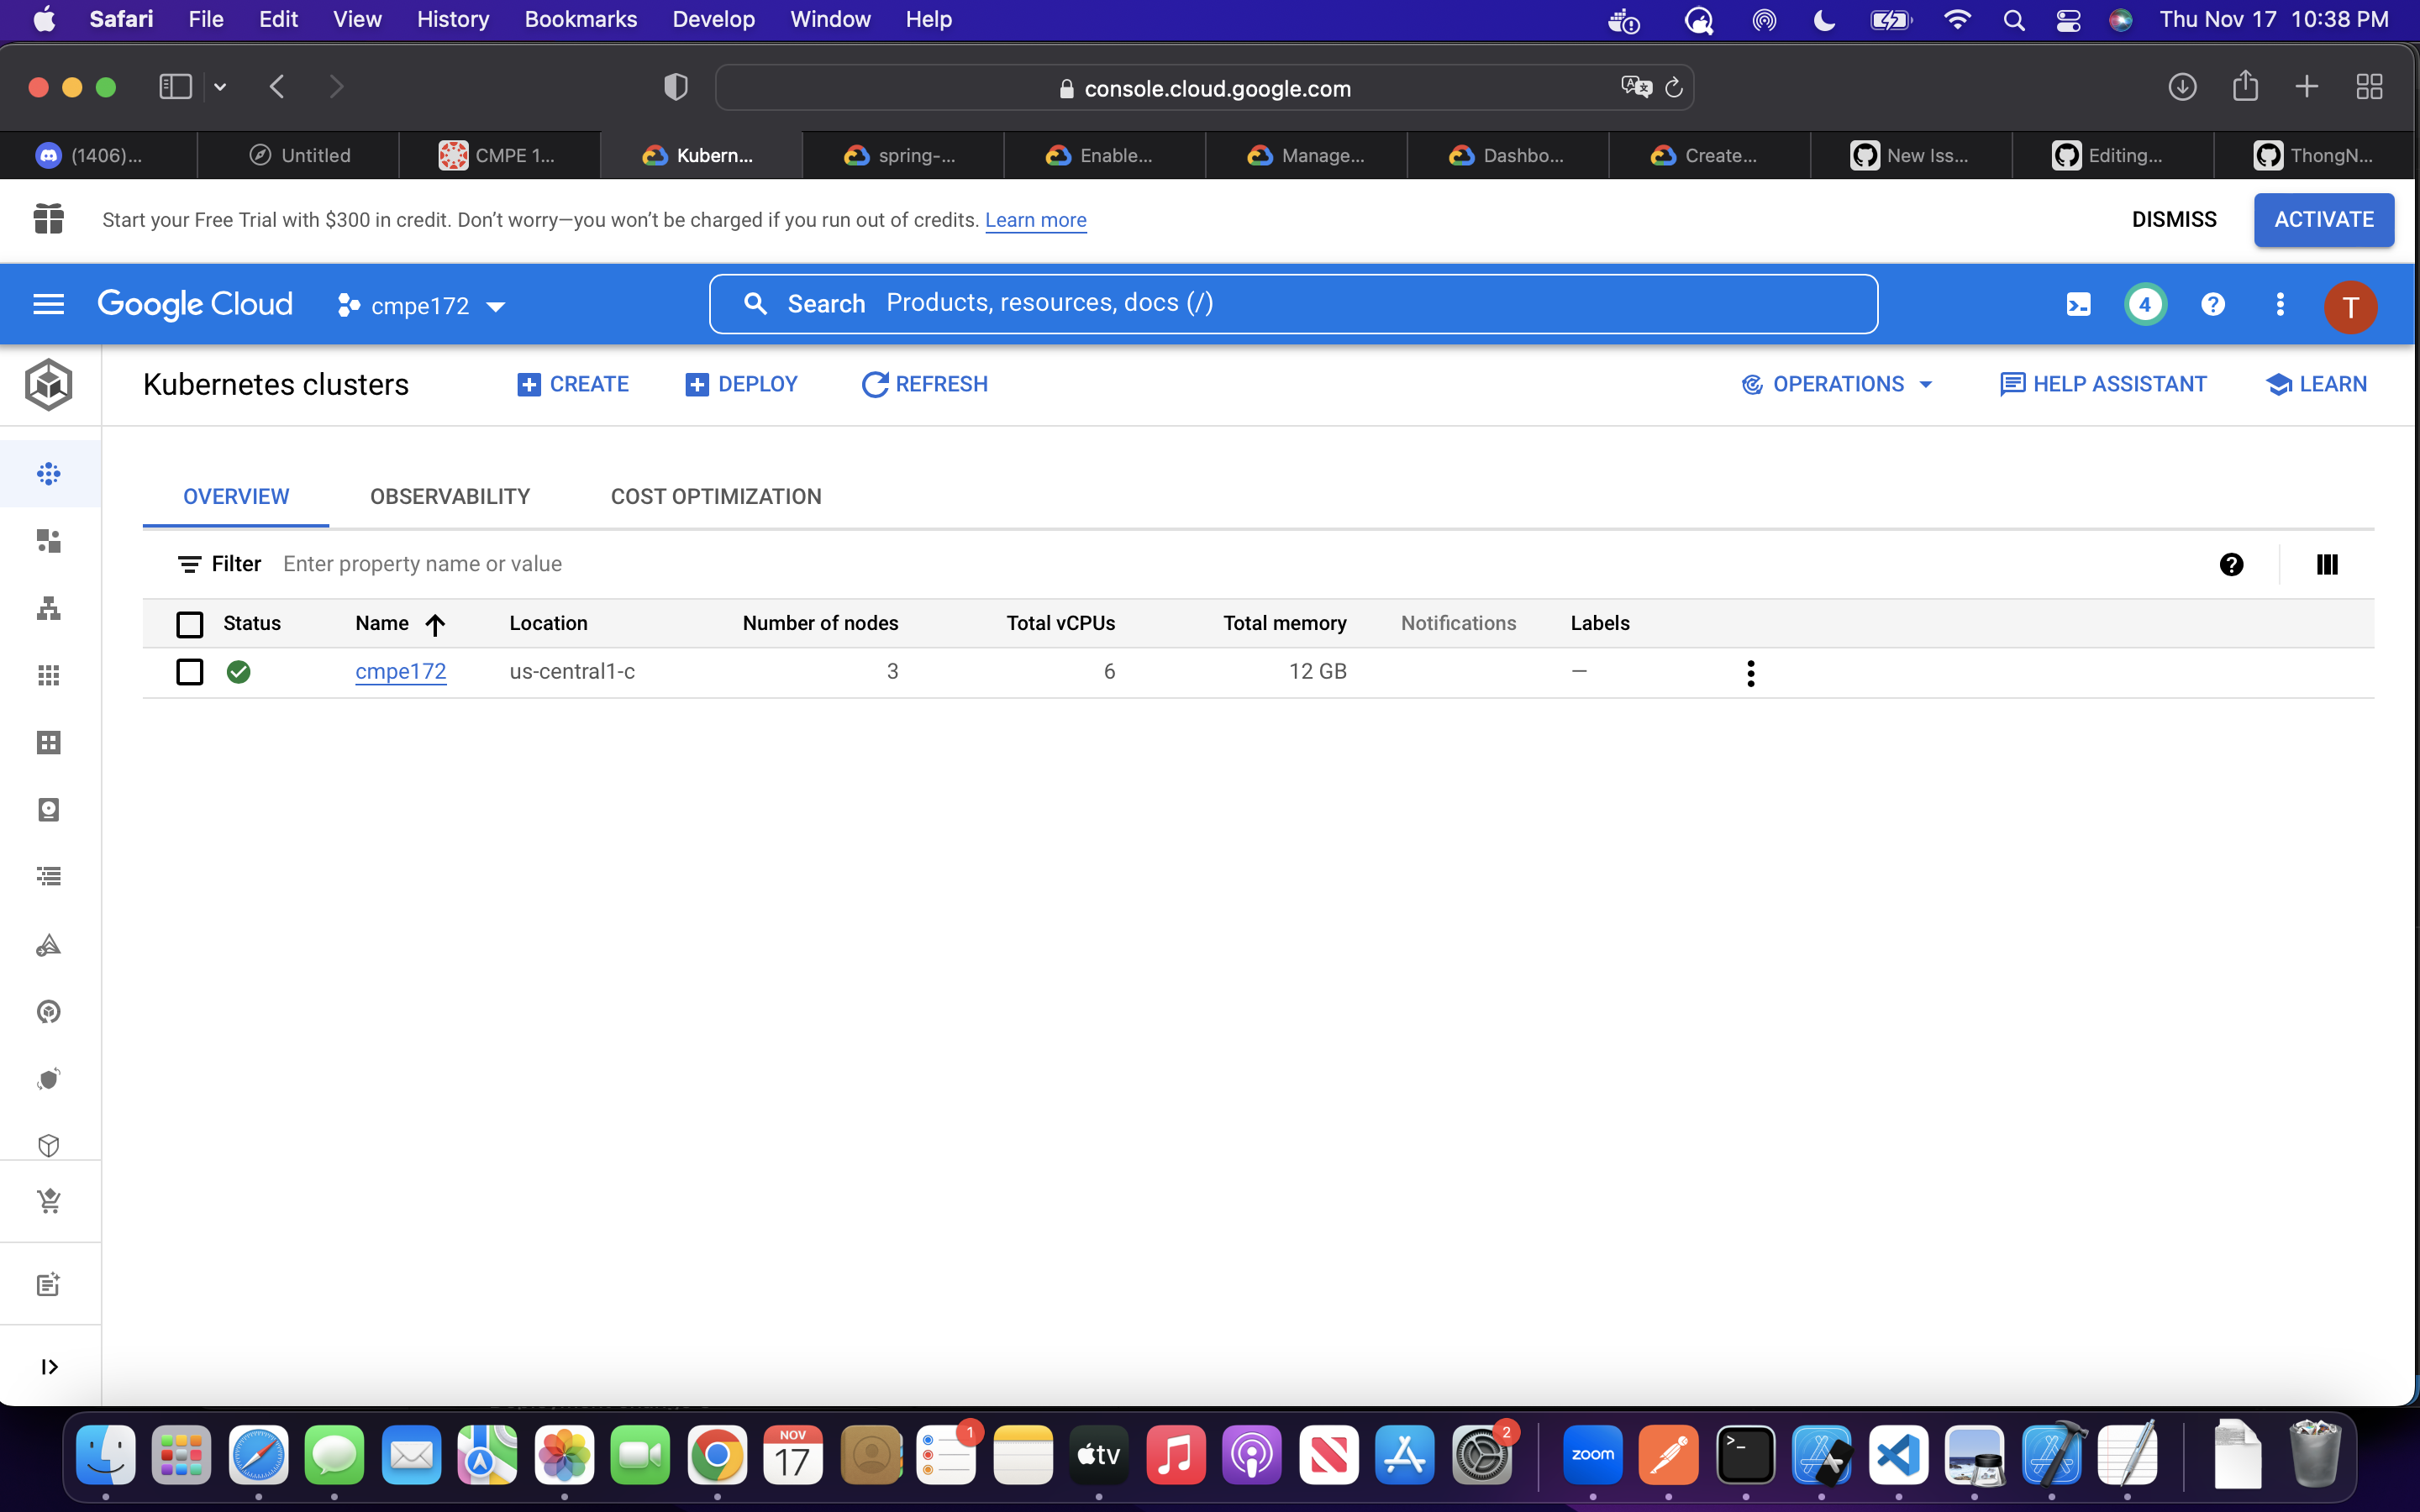 Safari File Edit View History Bookmarks Develop Window Help Thu Nov 17 10:38 PM
console.cloud.google.com
(1406)... Untitled CMPE 1... Kubern... spring-... Enable... Manage... Dashbo... Create... New Iss... Editing... ThongN...
Start your Free Trial with $300 in credit. Don’t worry—you won’t be charged if you run out of credits. Learn more DISMISS ACTIVATE
Google Cloud cmpe172 Search Products, resources, docs (/) 4 T
Kubernetes clusters CREATE DEPLOY REFRESH OPERATIONS HELP ASSISTANT LEARN
OVERVIEW OBSERVABILITY COST OPTIMIZATION
Filter Enter property name or value
Status Name Location Number of nodes Total vCPUs Total memory Notifications Labels
cmpe172 us-central1-c 3 6 12 GB —
NOV 1 tv 2 zoom
17